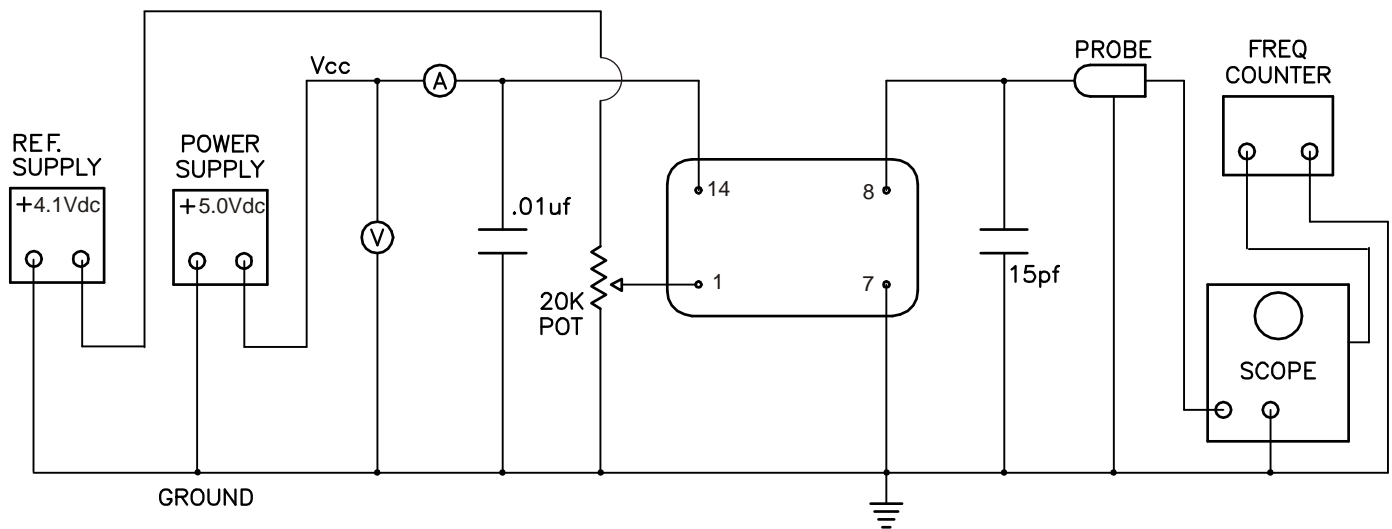 Vcc
A
PROBE
FREQ
COUNTER
REF.
SUPPLY
POWER
SUPPLY
+4.1Vdc
+5.0Vdc
V
.01uf
20K
POT
14
8
1
7
15pf
SCOPE
GROUND